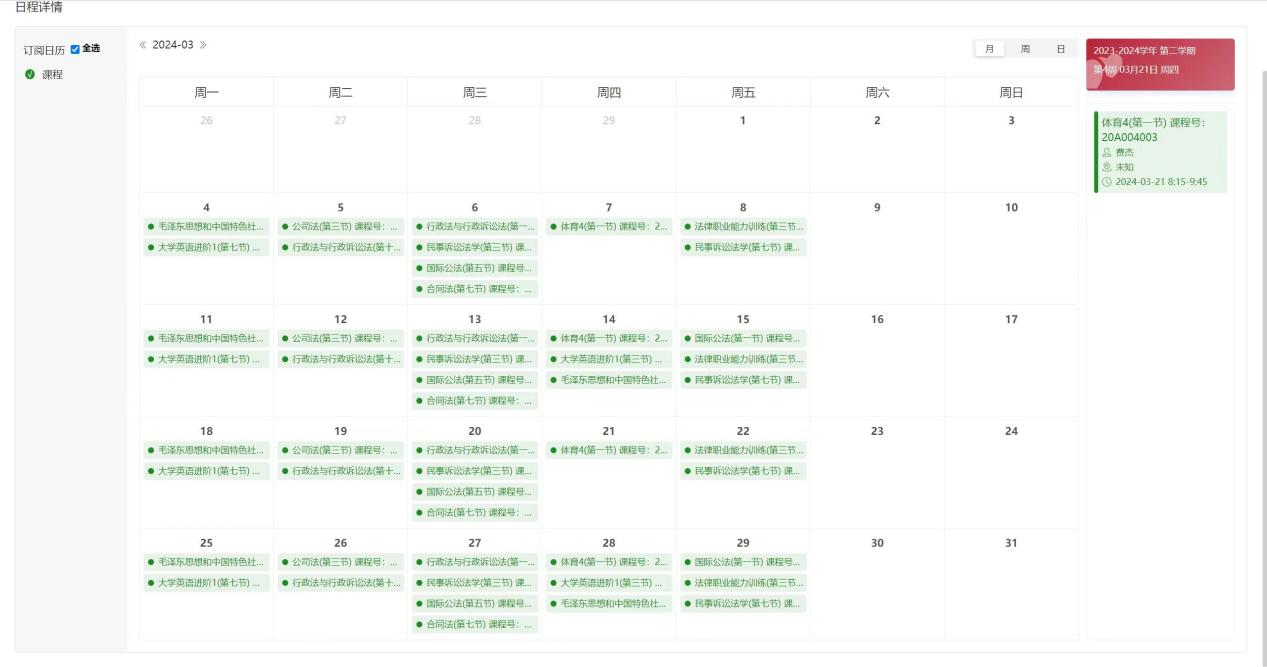 日程详情
订阅日历 全选
课程
« 2024-03 »
月 周 日
周一 周二 周三 周四 周五 周六 周日
26 27 28 29 1 2 3
4 5 6 7 8 9 10
毛泽东思想和中国特色社... 公司法(第三节) 课程号：... 行政法与行政诉讼法(第一... 体育4(第一节) 课程号：2... 法律职业能力训练(第三节...
大学英语进阶1(第七节) ... 行政法与行政诉讼法(第十... 民事诉讼法学(第三节) 课... 民事诉讼法学(第七节) 课...
国际公法(第五节) 课程号...
合同法(第七节) 课程号：...
11 12 13 14 15 16 17
毛泽东思想和中国特色社... 公司法(第三节) 课程号：... 行政法与行政诉讼法(第一... 体育4(第一节) 课程号：2... 国际公法(第一节) 课程号...
大学英语进阶1(第七节) ... 行政法与行政诉讼法(第十... 民事诉讼法学(第三节) 课... 大学英语进阶1(第三节) ... 法律职业能力训练(第三节...
国际公法(第五节) 课程号... 毛泽东思想和中国特色社... 民事诉讼法学(第七节) 课...
合同法(第七节) 课程号：...
18 19 20 21 22 23 24
毛泽东思想和中国特色社... 公司法(第三节) 课程号：... 行政法与行政诉讼法(第一... 体育4(第一节) 课程号：2... 法律职业能力训练(第三节...
大学英语进阶1(第七节) ... 行政法与行政诉讼法(第十... 民事诉讼法学(第三节) 课... 民事诉讼法学(第七节) 课...
国际公法(第五节) 课程号...
合同法(第七节) 课程号：...
25 26 27 28 29 30 31
毛泽东思想和中国特色社... 公司法(第三节) 课程号：... 行政法与行政诉讼法(第一... 体育4(第一节) 课程号：2... 国际公法(第一节) 课程号...
大学英语进阶1(第七节) ... 行政法与行政诉讼法(第十... 民事诉讼法学(第三节) 课... 大学英语进阶1(第三节) ... 法律职业能力训练(第三节...
国际公法(第五节) 课程号... 毛泽东思想和中国特色社... 民事诉讼法学(第七节) 课...
合同法(第七节) 课程号：...
2023-2024学年 第二学期
第4周 03月21日 周四
体育4(第一节) 课程号：
20A004003
费杰
未知
2024-03-21 8:15-9:45